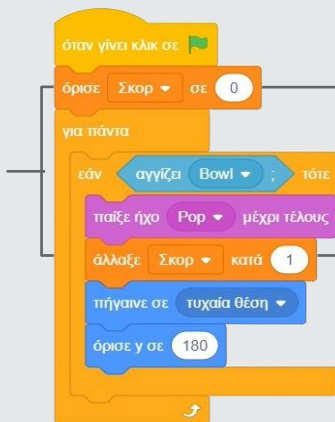 όταν γίνει κλικ σε
όρισε Σκορ σε 0
για πάντα
εάν αγγίζει Bowl ; τότε
παίξε ήχο Pop μέχρι τέλους
άλλαξε Σκορ κατά 1
πήγαινε σε τυχαία θέση
όρισε y σε 180